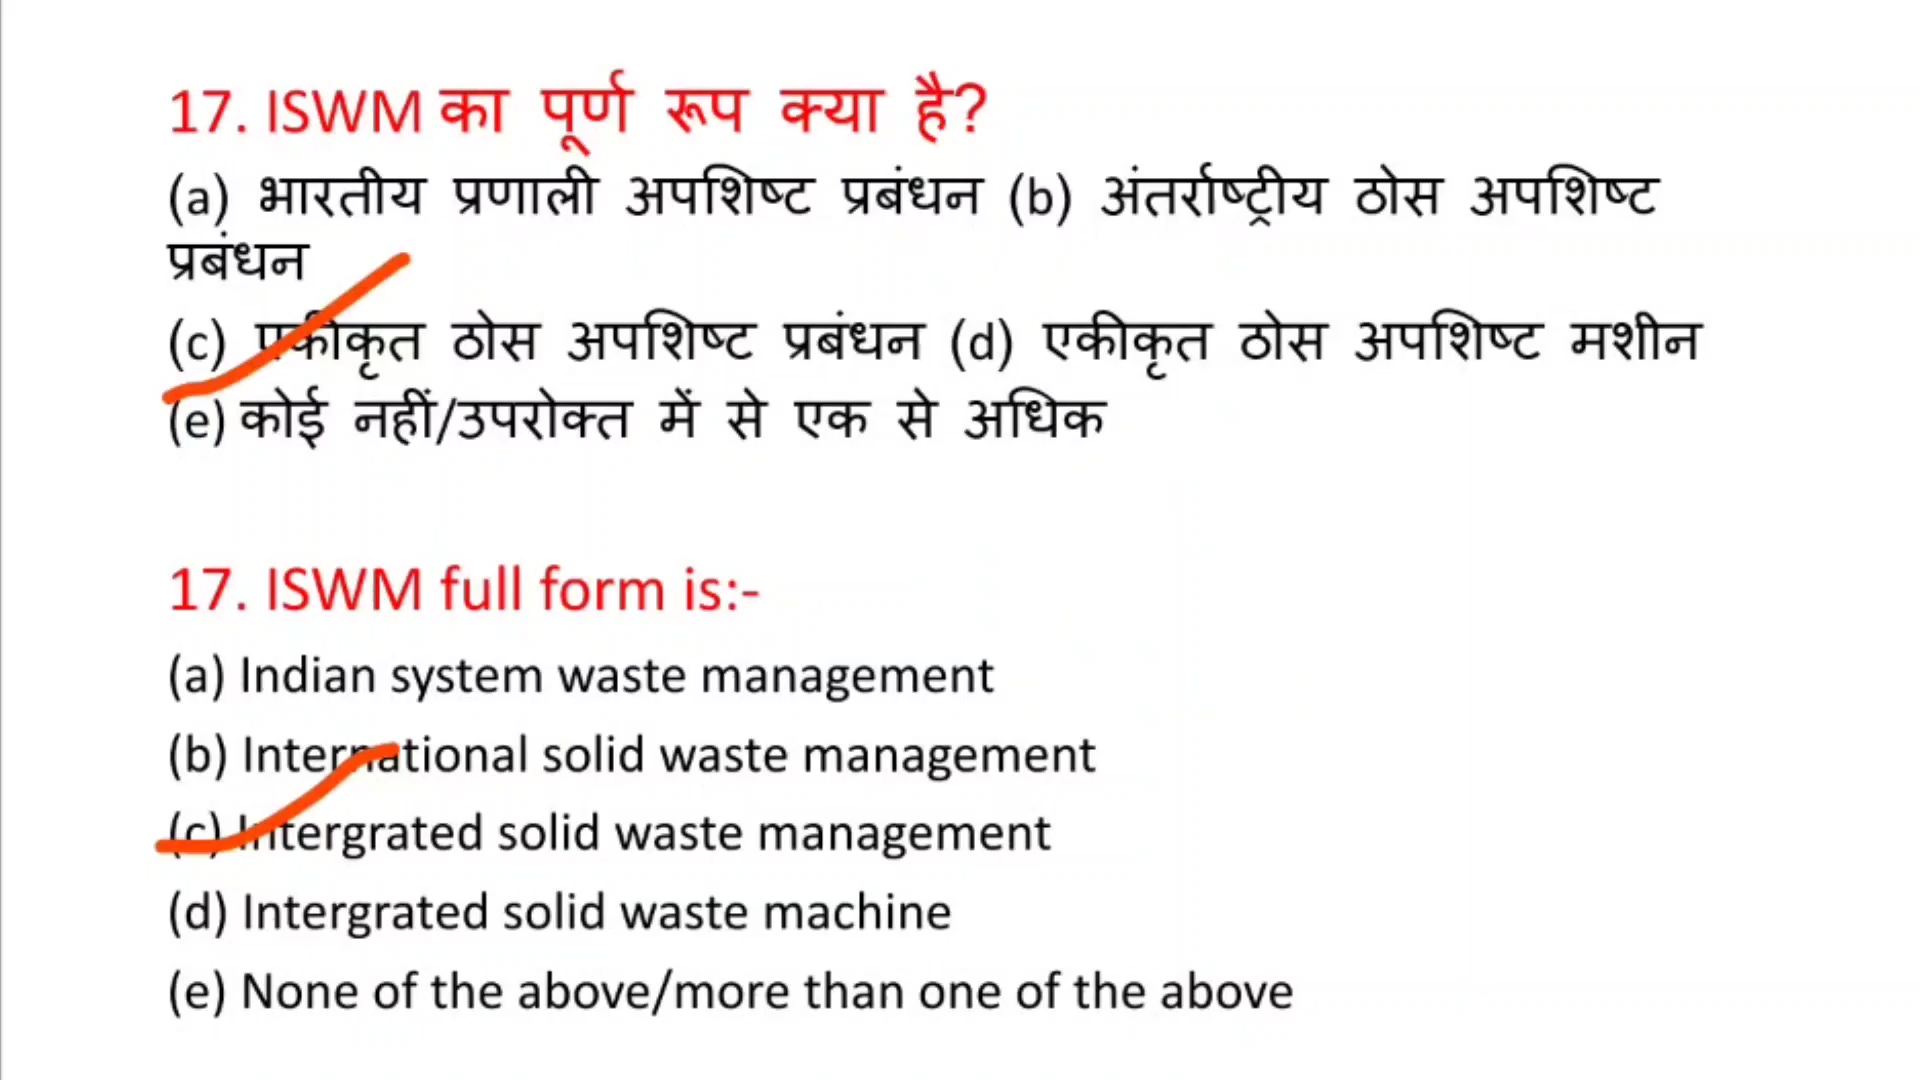 17. ISWM का पूर्ण रूप क्या है?
(a) भारतीय प्रणाली अपशिष्ट प्रबंधन (b) अंतर्राष्ट्रीय ठोस अपशिष्ट
प्रबंधन
(c) एकीकृत ठोस अपशिष्ट प्रबंधन (d) एकीकृत ठोस अपशिष्ट मशीन
(e) कोई नहीं/उपरोक्त में से एक से अधिक
17. ISWM full form is:-
(a) Indian system waste management
(b) International solid waste management
(c) Intergrated solid waste management
(d) Intergrated solid waste machine
(e) None of the above/more than one of the above